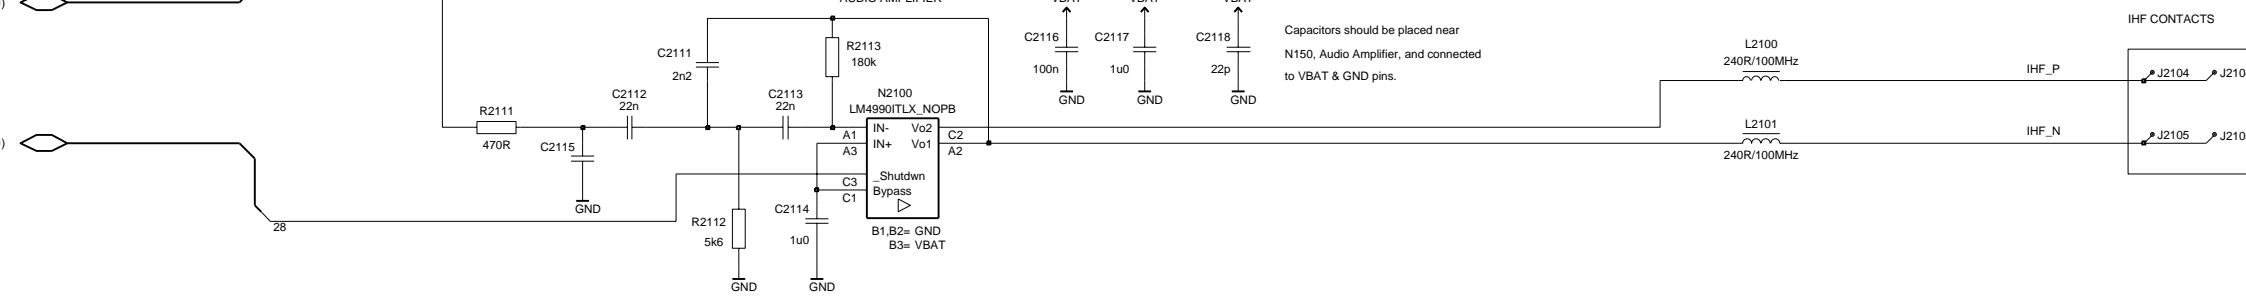 AUDIO AMPLIFIER
VBAT
VBAT
VBAT
IHF CONTACTS
C2111
2n2
R2113
180k
C2116
100n
GND
C2117
1u0
GND
C2118
22p
GND
Capacitors should be placed near
N150, Audio Amplifier, and connected
to VBAT & GND pins.
L2100
240R/100MHz
IHF_P
J2104
R2111
470R
C2112
22n
C2113
22n
N2100
LM4990ITLX_NOPB
A1
IN-
Vo2
C2
A3
IN+
Vo1
A2
C2115
GND
L2101
240R/100MHz
IHF_N
J2105
_Shutdwn
C3
Bypass
C1
28
R2112
5k6
GND
C2114
1u0
GND
B1,B2= GND
B3= VBAT